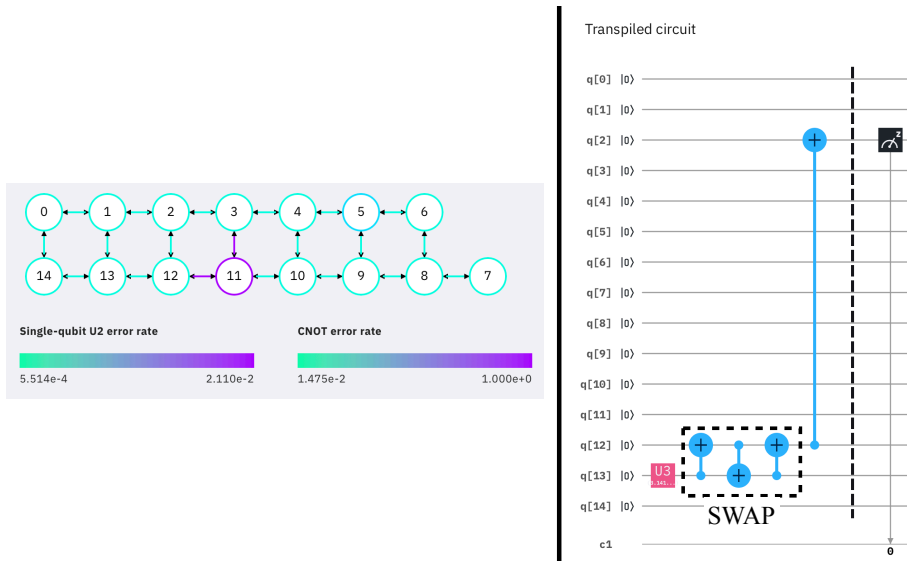 0 1 2 3 4 5 6
14 13 12 11 10 9 8 7
Single-qubit U2 error rate
5.514e-4 2.110e-2
CNOT error rate
1.475e-2 1.000e+0
Transpiled circuit
q[0] |0⟩
q[1] |0⟩
q[2] |0⟩ + z
q[3] |0⟩
q[4] |0⟩
q[5] |0⟩
q[6] |0⟩
q[7] |0⟩
q[8] |0⟩
q[9] |0⟩
q[10] |0⟩
q[11] |0⟩
q[12] |0⟩ + +
q[13] |0⟩ U3 +
q[14] |0⟩
SWAP
c1
0